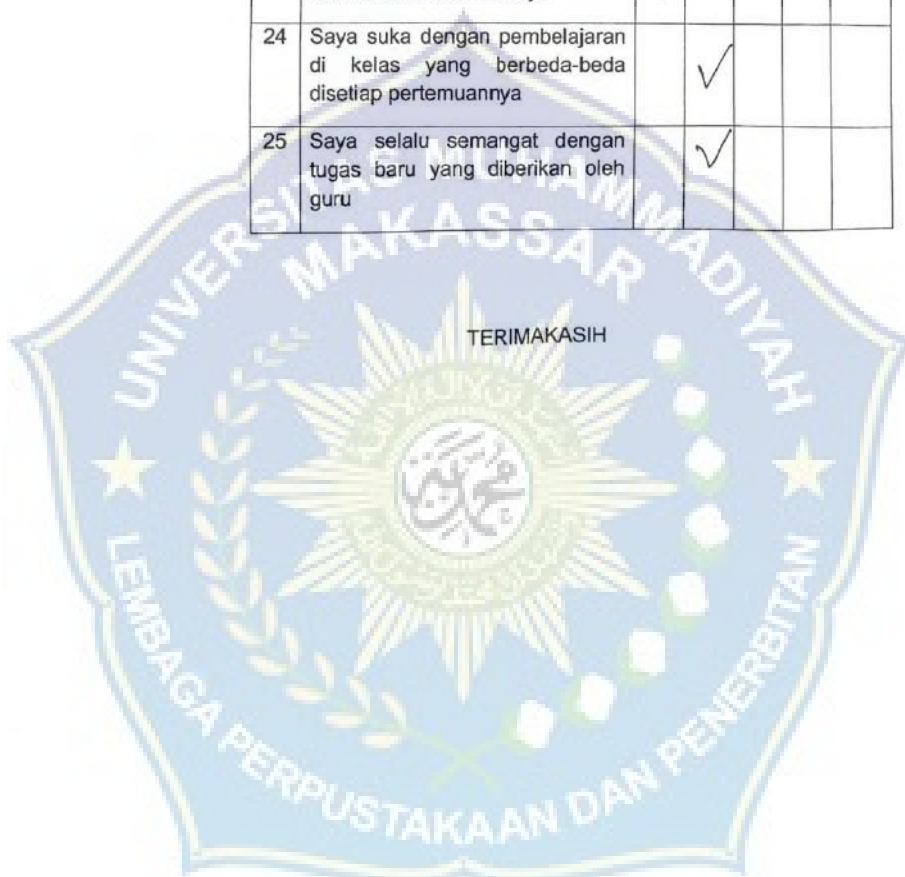 24 Saya suka dengan pembelajaran
di kelas yang berbeda-beda
disetiap pertemuannya
25 Saya selalu semangat dengan
tugas baru yang diberikan oleh
guru
UNIVERSITAS MUHAMMADIYAH
MAKASSAR
TERIMAKASIH
LEMBAGA PERPUSTAKAAN DAN PENERBITAN